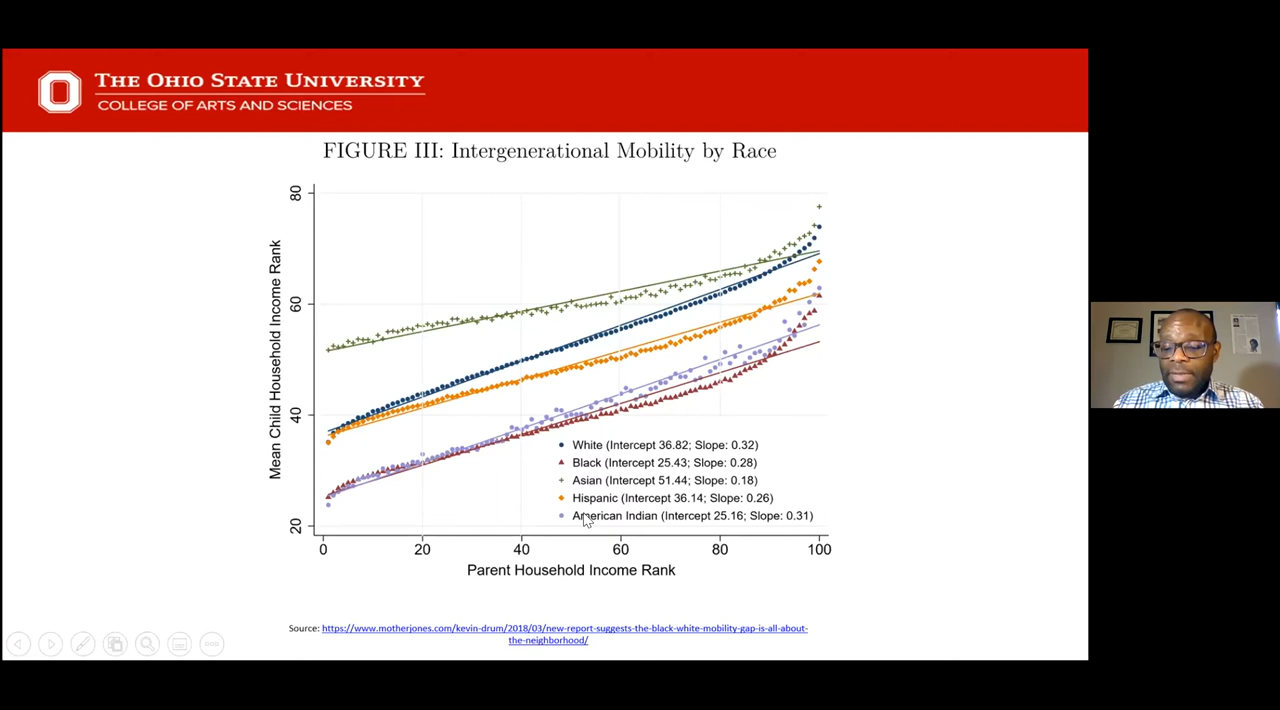 THE OHIO STATE UNIVERSITY
COLLEGE OF ARTS AND SCIENCES
FIGURE III: Intergenerational Mobility by Race
Mean Child Household Income Rank
80
60
40
20
White (Intercept 36.82; Slope: 0.32)
Black (Intercept 25.43; Slope: 0.28)
Asian (Intercept 51.44; Slope: 0.18)
Hispanic (Intercept 36.14; Slope: 0.26)
American Indian (Intercept 25.16; Slope: 0.31)
0 20 40 60 80 100
Parent Household Income Rank
Source: https://www.motherjones.com/kevin-drum/2018/03/new-report-suggests-the-black-white-mobility-gap-is-all-about-
the-neighborhood/